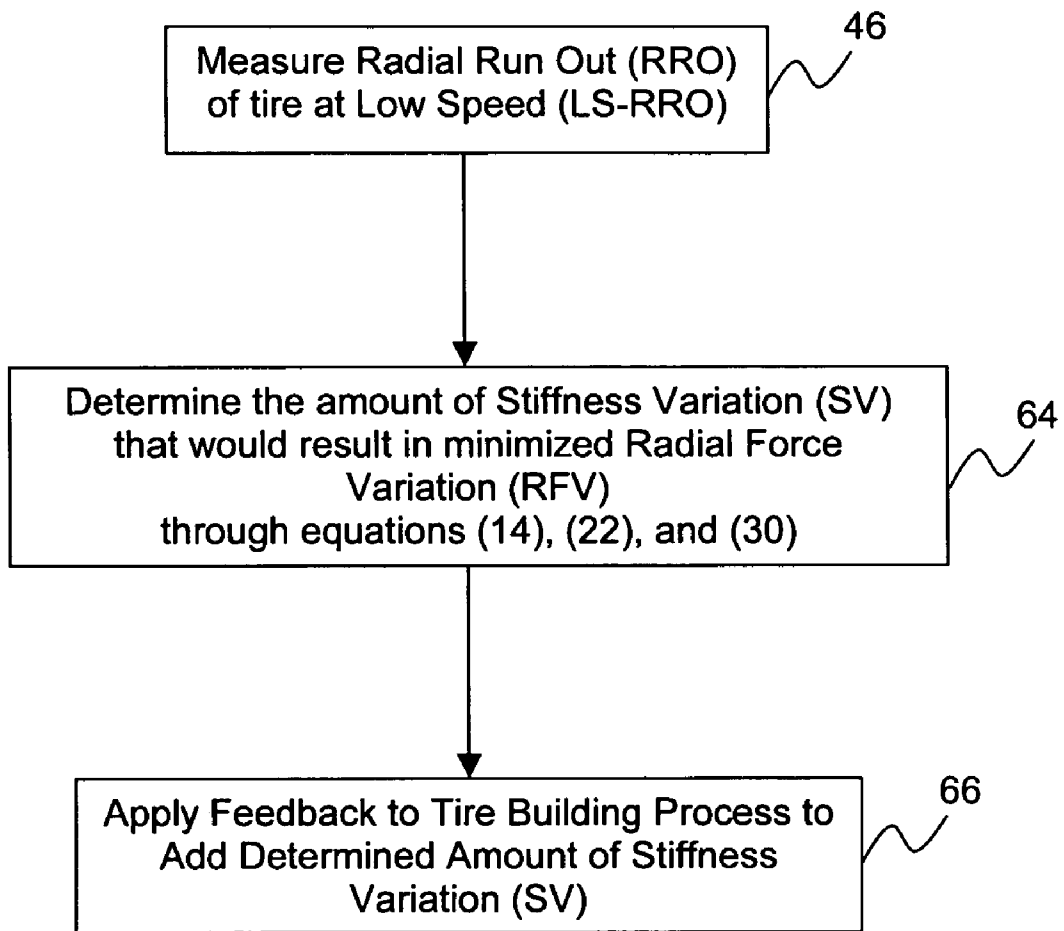 46
Measure Radial Run Out (RRO)
of tire at Low Speed (LS-RRO)
64
Determine the amount of Stiffness Variation (SV)
that would result in minimized Radial Force
Variation (RFV)
through equations (14), (22), and (30)
66
Apply Feedback to Tire Building Process to
Add Determined Amount of Stiffness
Variation (SV)